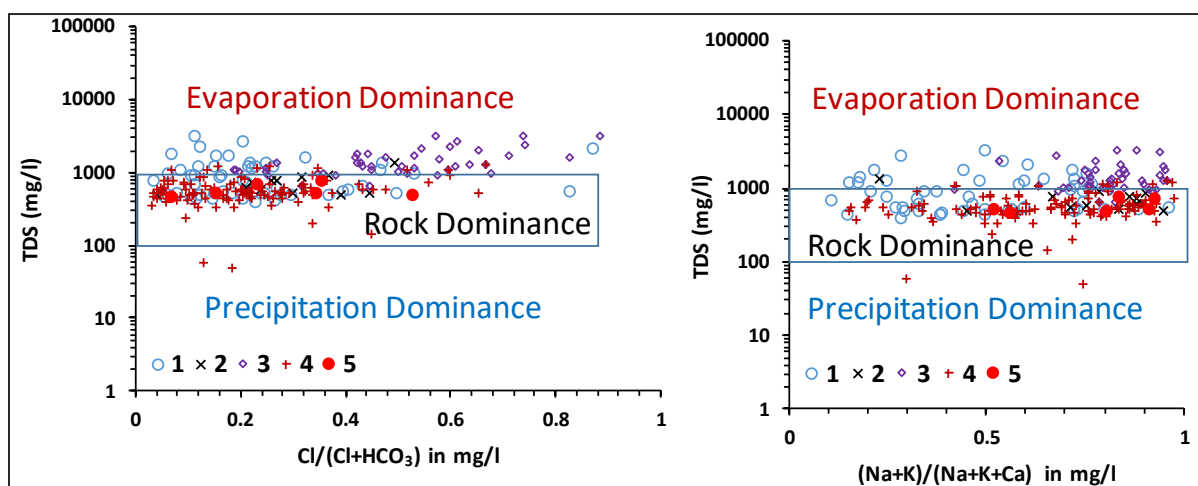 100000
10000
1000
100
10
1
TDS (mg/l)
Evaporation Dominance
Rock Dominance
Precipitation Dominance
1 2 3 4 5
0 0.2 0.4 0.6 0.8 1
Cl/(Cl+HCO₃) in mg/l
100000
10000
1000
100
10
1
TDS (mg/l)
Evaporation Dominance
Rock Dominance
Precipitation Dominance
1 2 3 4 5
0 0.5 1
(Na+K)/(Na+K+Ca) in mg/l